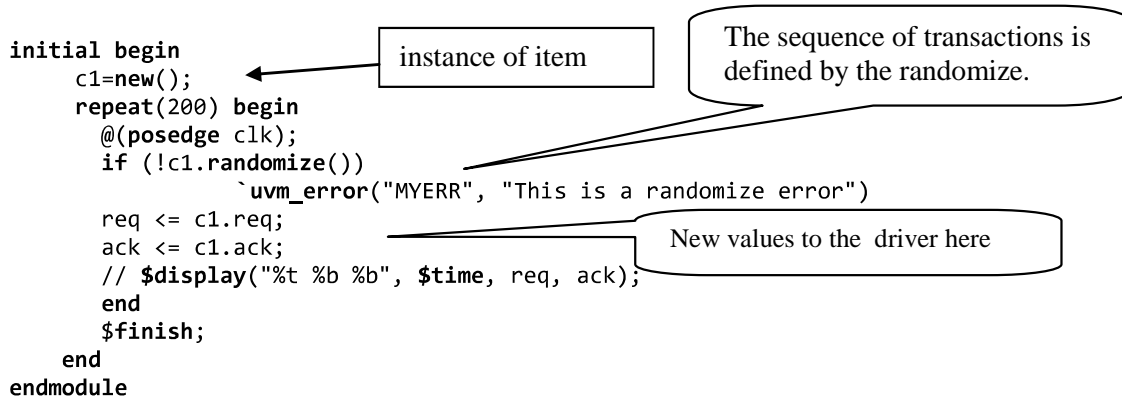 initial begin
c1=new();
repeat(200) begin
@(posedge clk);
if (!c1.randomize())
`uvm_error("MYERR", "This is a randomize error")
req <= c1.req;
ack <= c1.ack;
// $display("%t %b %b", $time, req, ack);
end
$finish;
end
endmodule
instance of item
The sequence of transactions is
defined by the randomize.
New values to the driver here